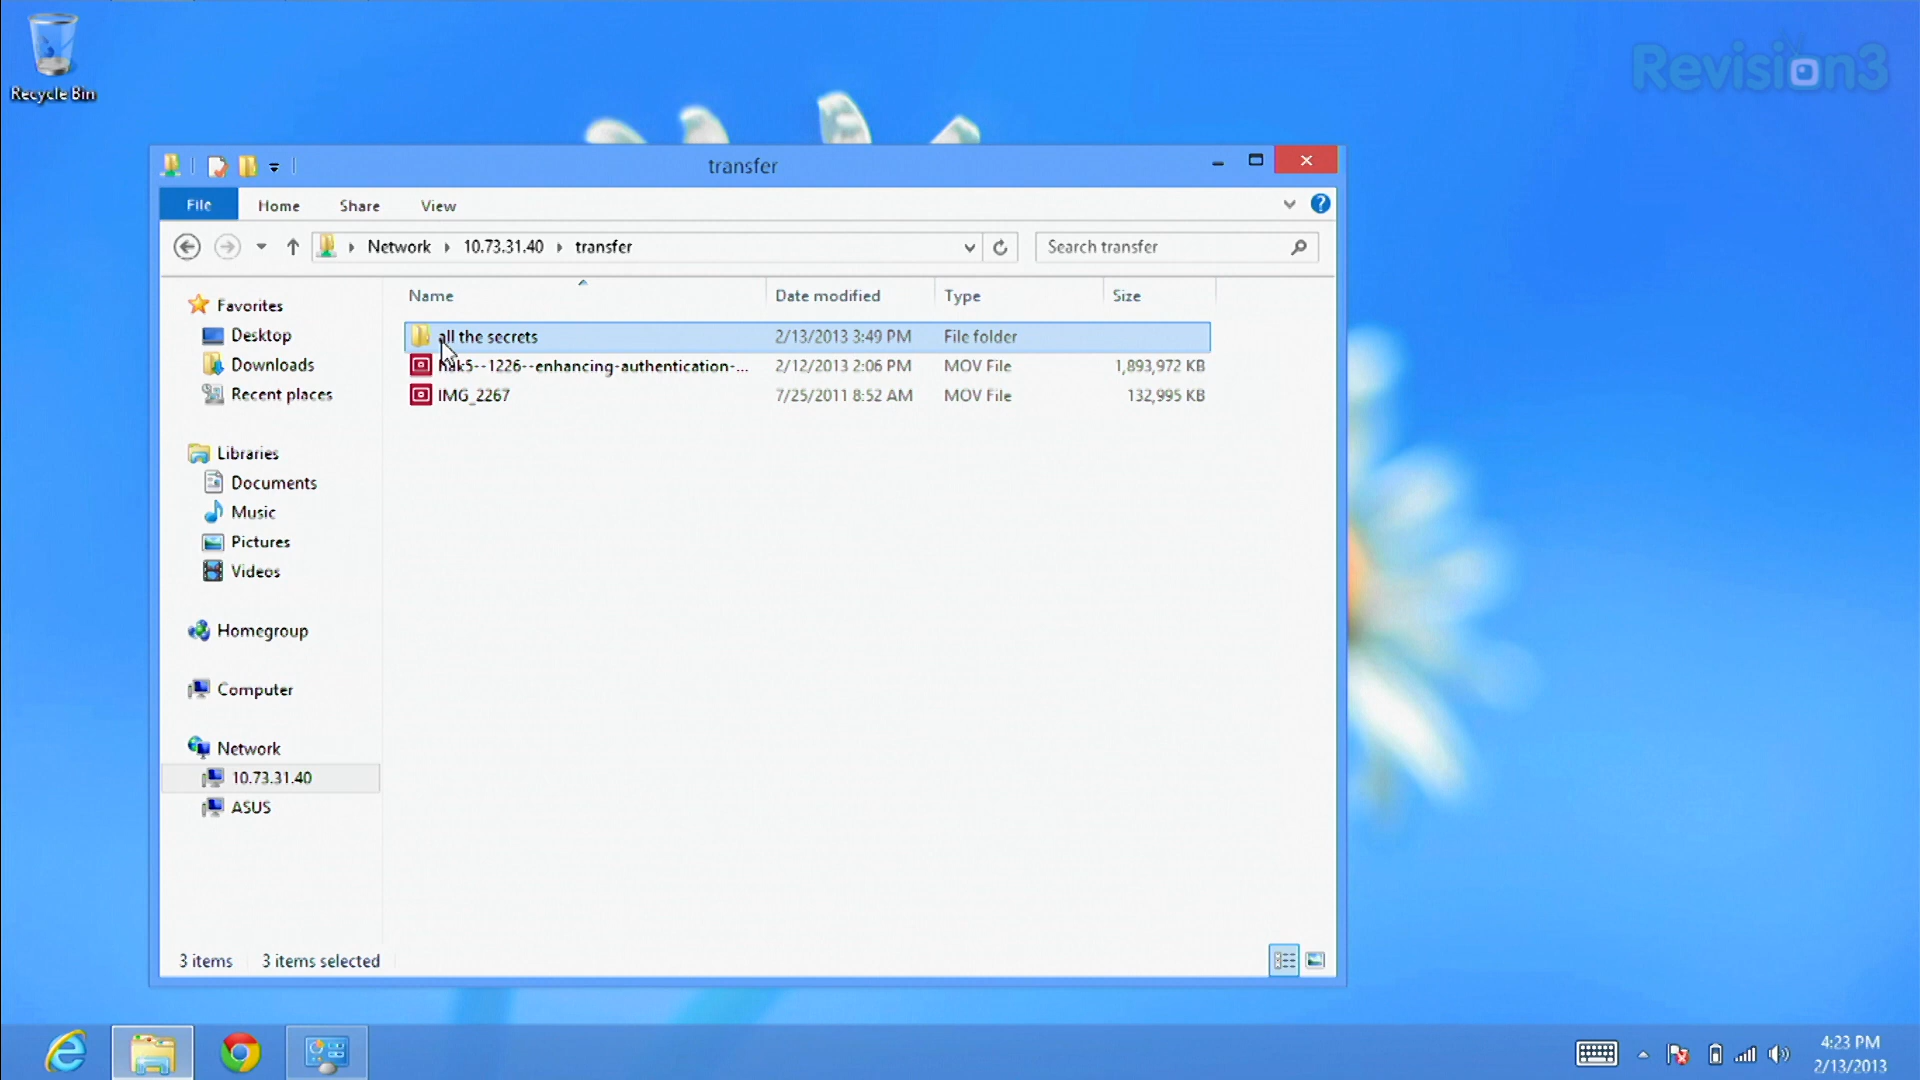 Recycle Bin
Revision3
transfer
File Home Share View
Network 10.73.31.40 transfer
Search transfer
Name Date modified Type Size
all the secrets 2/13/2013 3:49 PM File folder
hak5--1226--enhancing-authentication-... 2/12/2013 2:06 PM MOV File 1,893,972 KB
IMG_2267 7/25/2011 8:52 AM MOV File 132,995 KB
Favorites
Desktop
Downloads
Recent places
Libraries
Documents
Music
Pictures
Videos
Homegroup
Computer
Network
10.73.31.40
ASUS
3 items 3 items selected
4:23 PM
2/13/2013